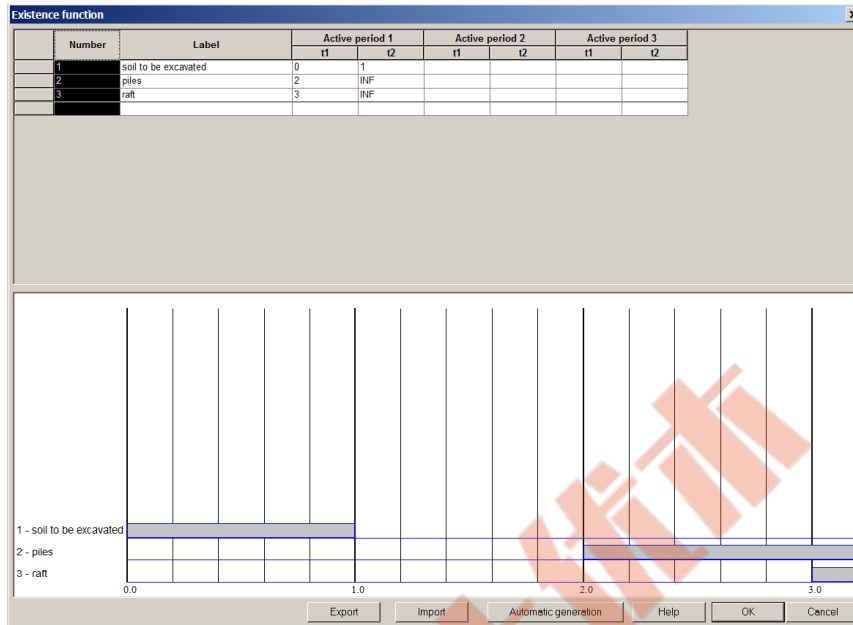 Existence function
Number Label Active period 1 Active period 2 Active period 3
t1 t2 t1 t2 t1 t2
1 soil to be excavated 0 1
2 piles 2 INF
3 raft 3 INF
1 - soil to be excavated
2 - piles
3 - raft
0.0 1.0 2.0 3.0
Export Import Automatic generation Help OK Cancel